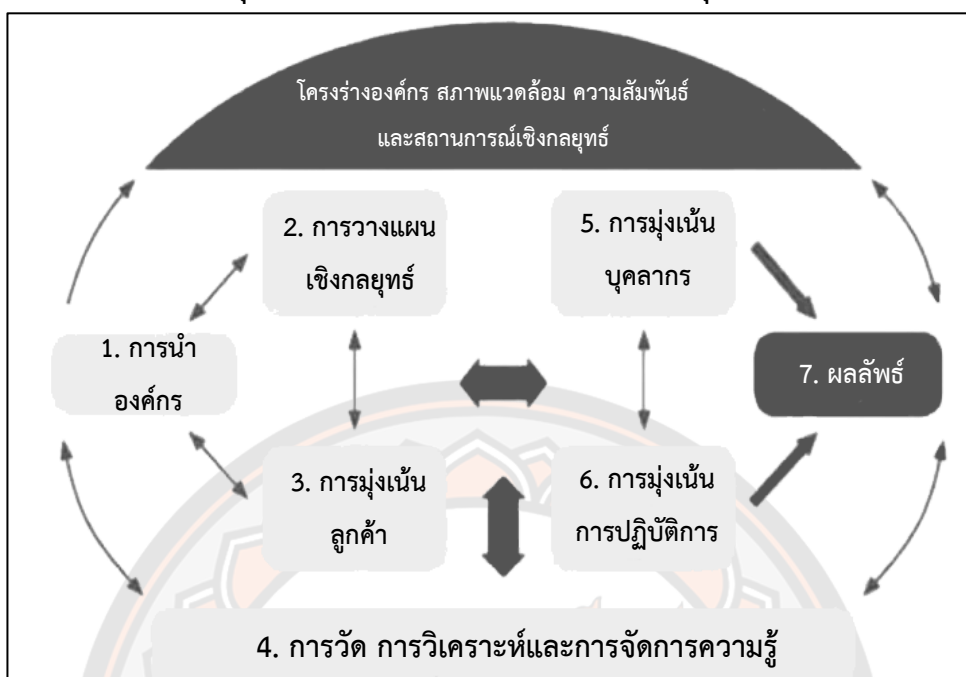 โครงร่างองค์กร สภาพแวดล้อม ความสัมพันธ์
และสถานการณ์เชิงกลยุทธ์
2. การวางแผน
เชิงกลยุทธ์
5. การมุ่งเน้น
บุคลากร
1. การนำ
องค์กร
7. ผลลัพธ์
3. การมุ่งเน้น
ลูกค้า
6. การมุ่งเน้น
การปฏิบัติการ
4. การวัด การวิเคราะห์และการจัดการความรู้